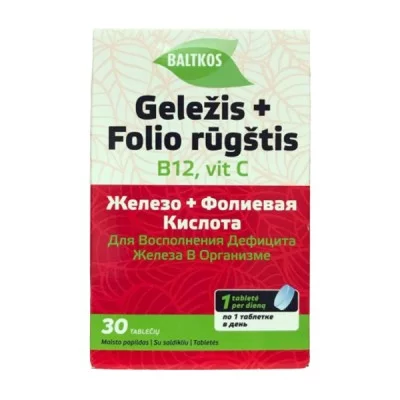 BALTKOS
Geležis +
Folio rūgštis
B12, vit C
Железо + Фолиевая
Кислота
Для Восполнения Дефицита
Железа В Организме
1 tabletė
per dieną
по 1 таблетке
в день
30 TABLEČIŲ
Maisto papildas | Su saldikliu | Tabletės